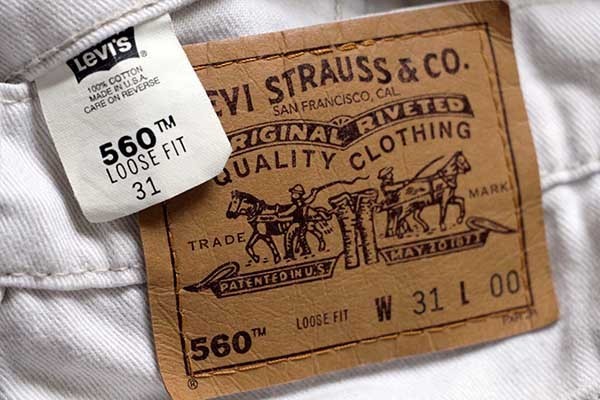 LEVI'S ®
100% COTTON
MADE IN U.S.A.
CARE ON REVERSE
560™
LOOSE FIT
31
EVI STRAUSS & CO.
SAN FRANCISCO, CAL
RIGINAL RIVETED
QUALITY CLOTHING
TRADE MARK
PATENTED IN U.S. MAY 20 1873
560™ LOOSE FIT W 31 L 00
®